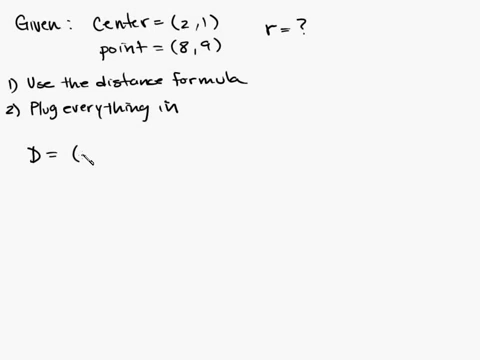 Given: Center = (2,1) r = ?
point = (8,9)
1) Use the distance formula
2) Plug everything in
D = (